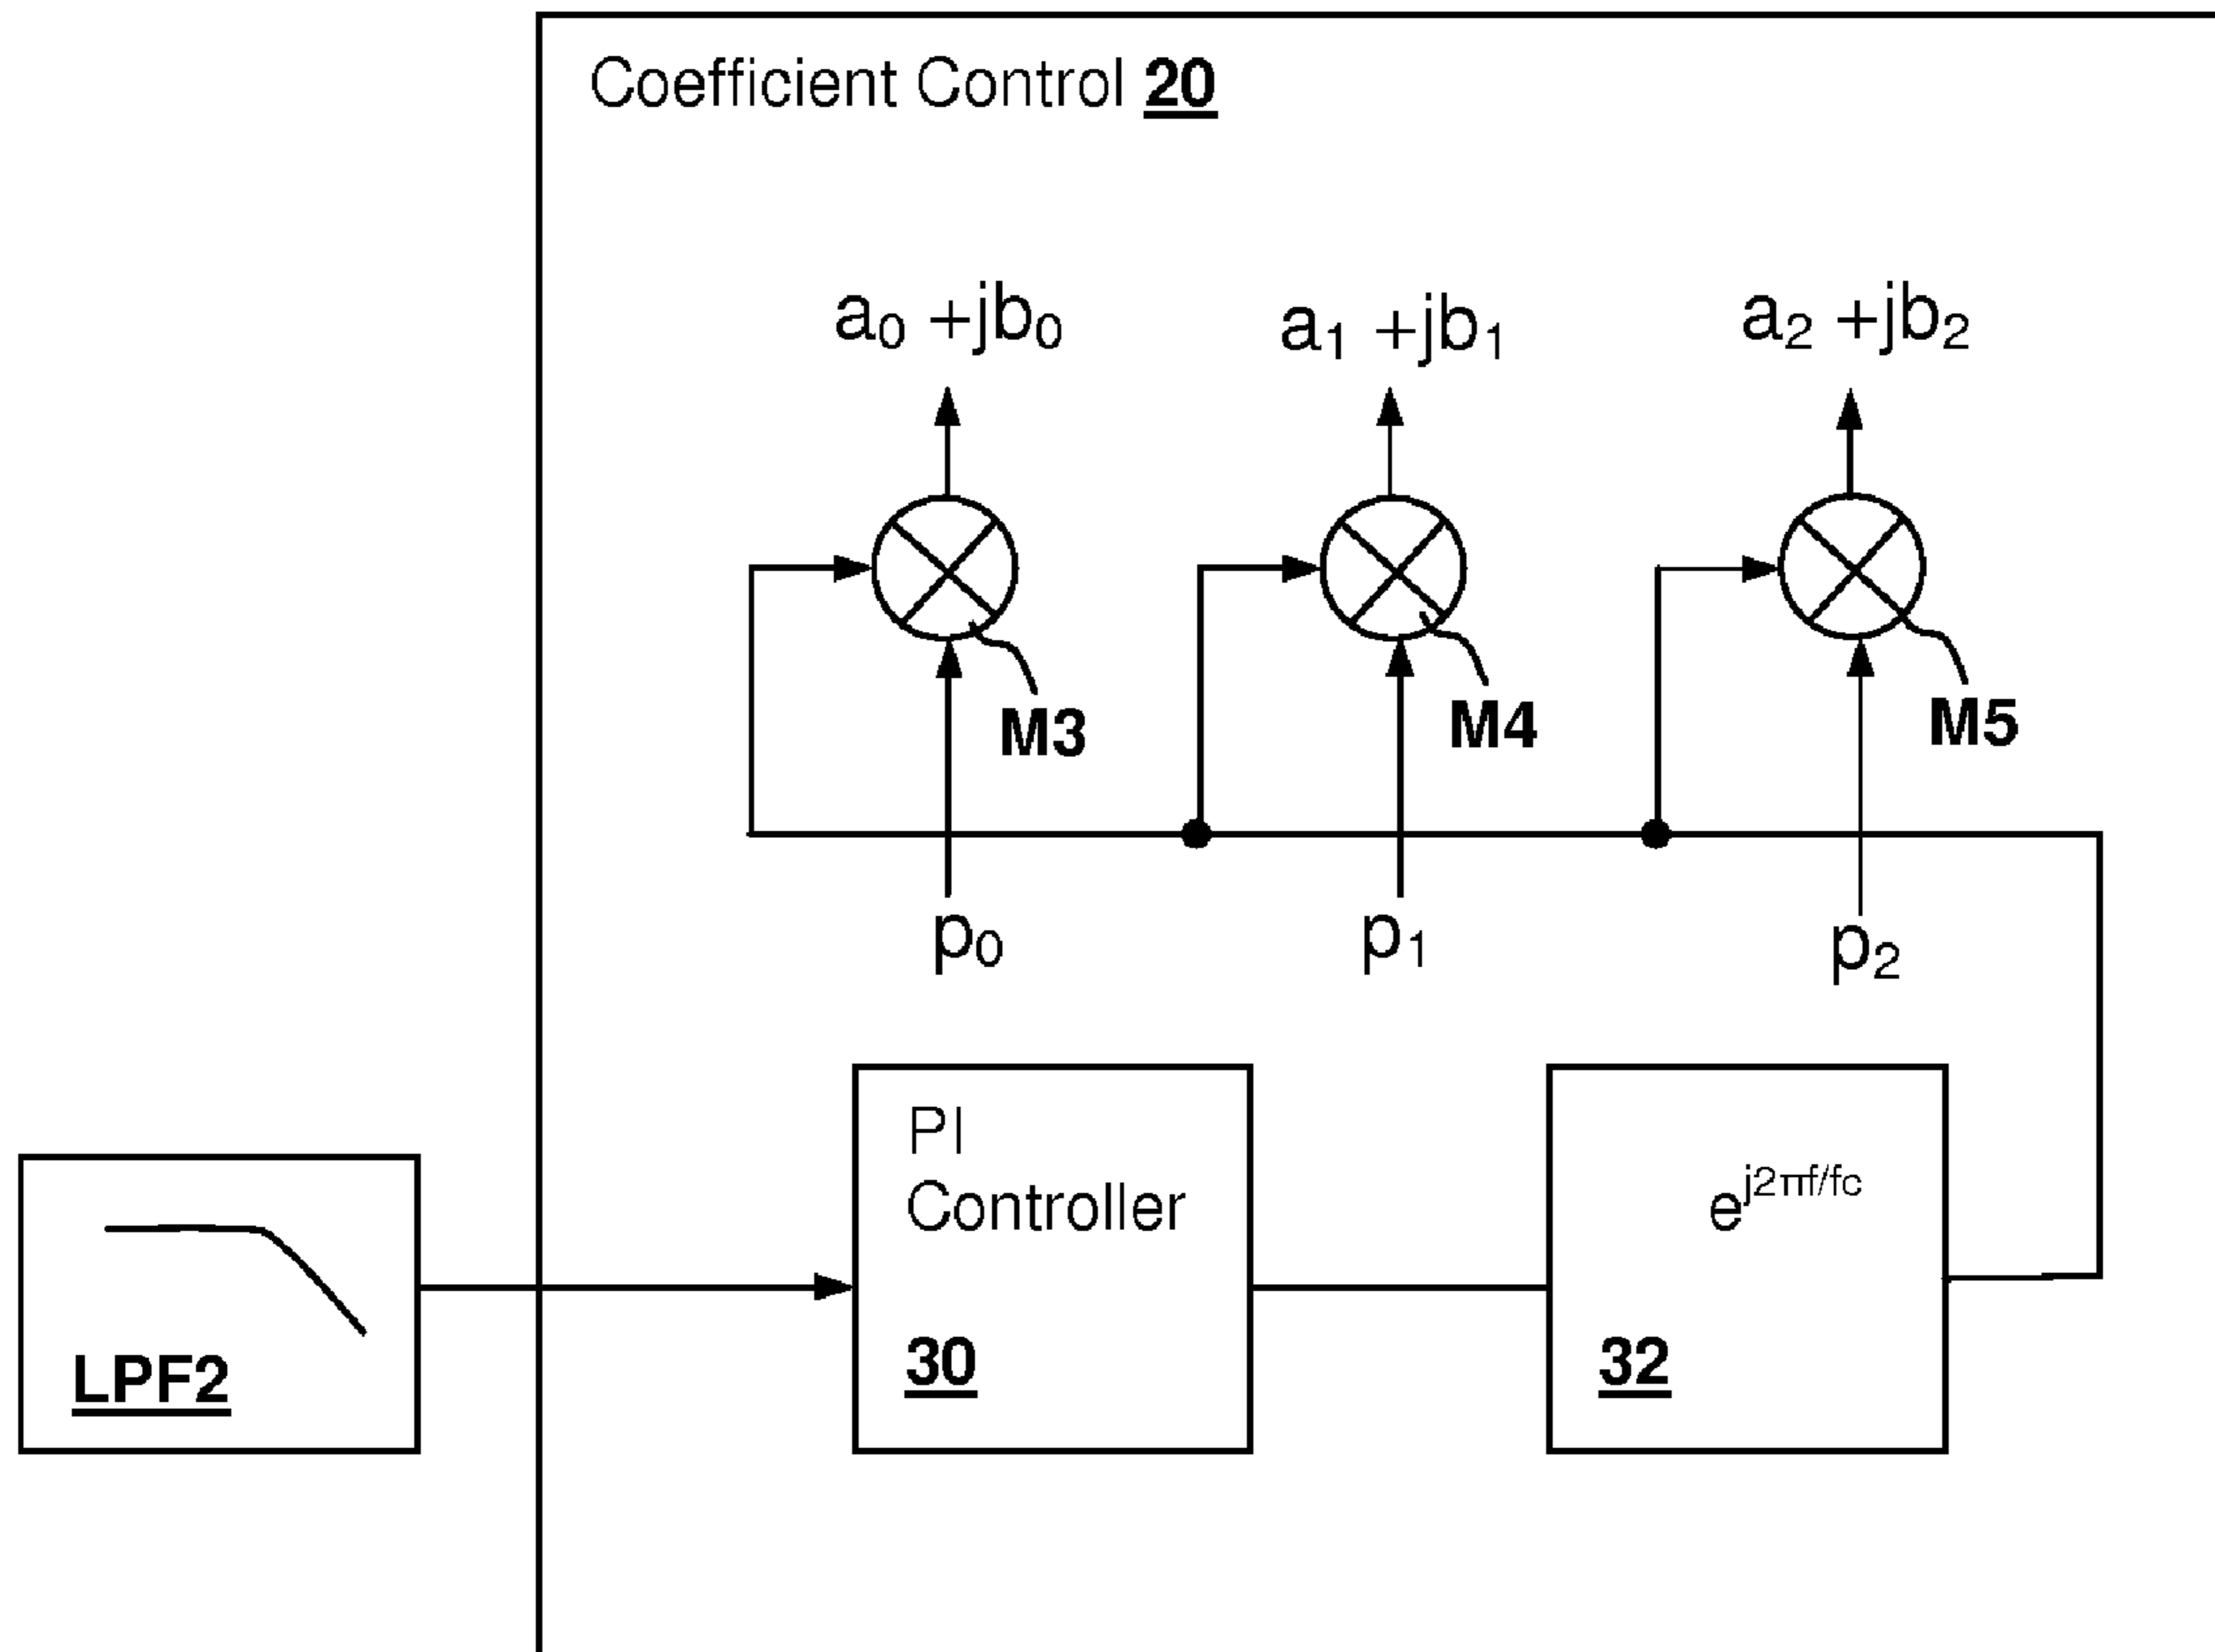 Coefficient Control 20
a₀ +jb₀ a₁ +jb₁ a₂ +jb₂
M3 M4 M5
p₀ p₁ p₂
PI
Controller
30
e^j2πf/fc
32
LPF2